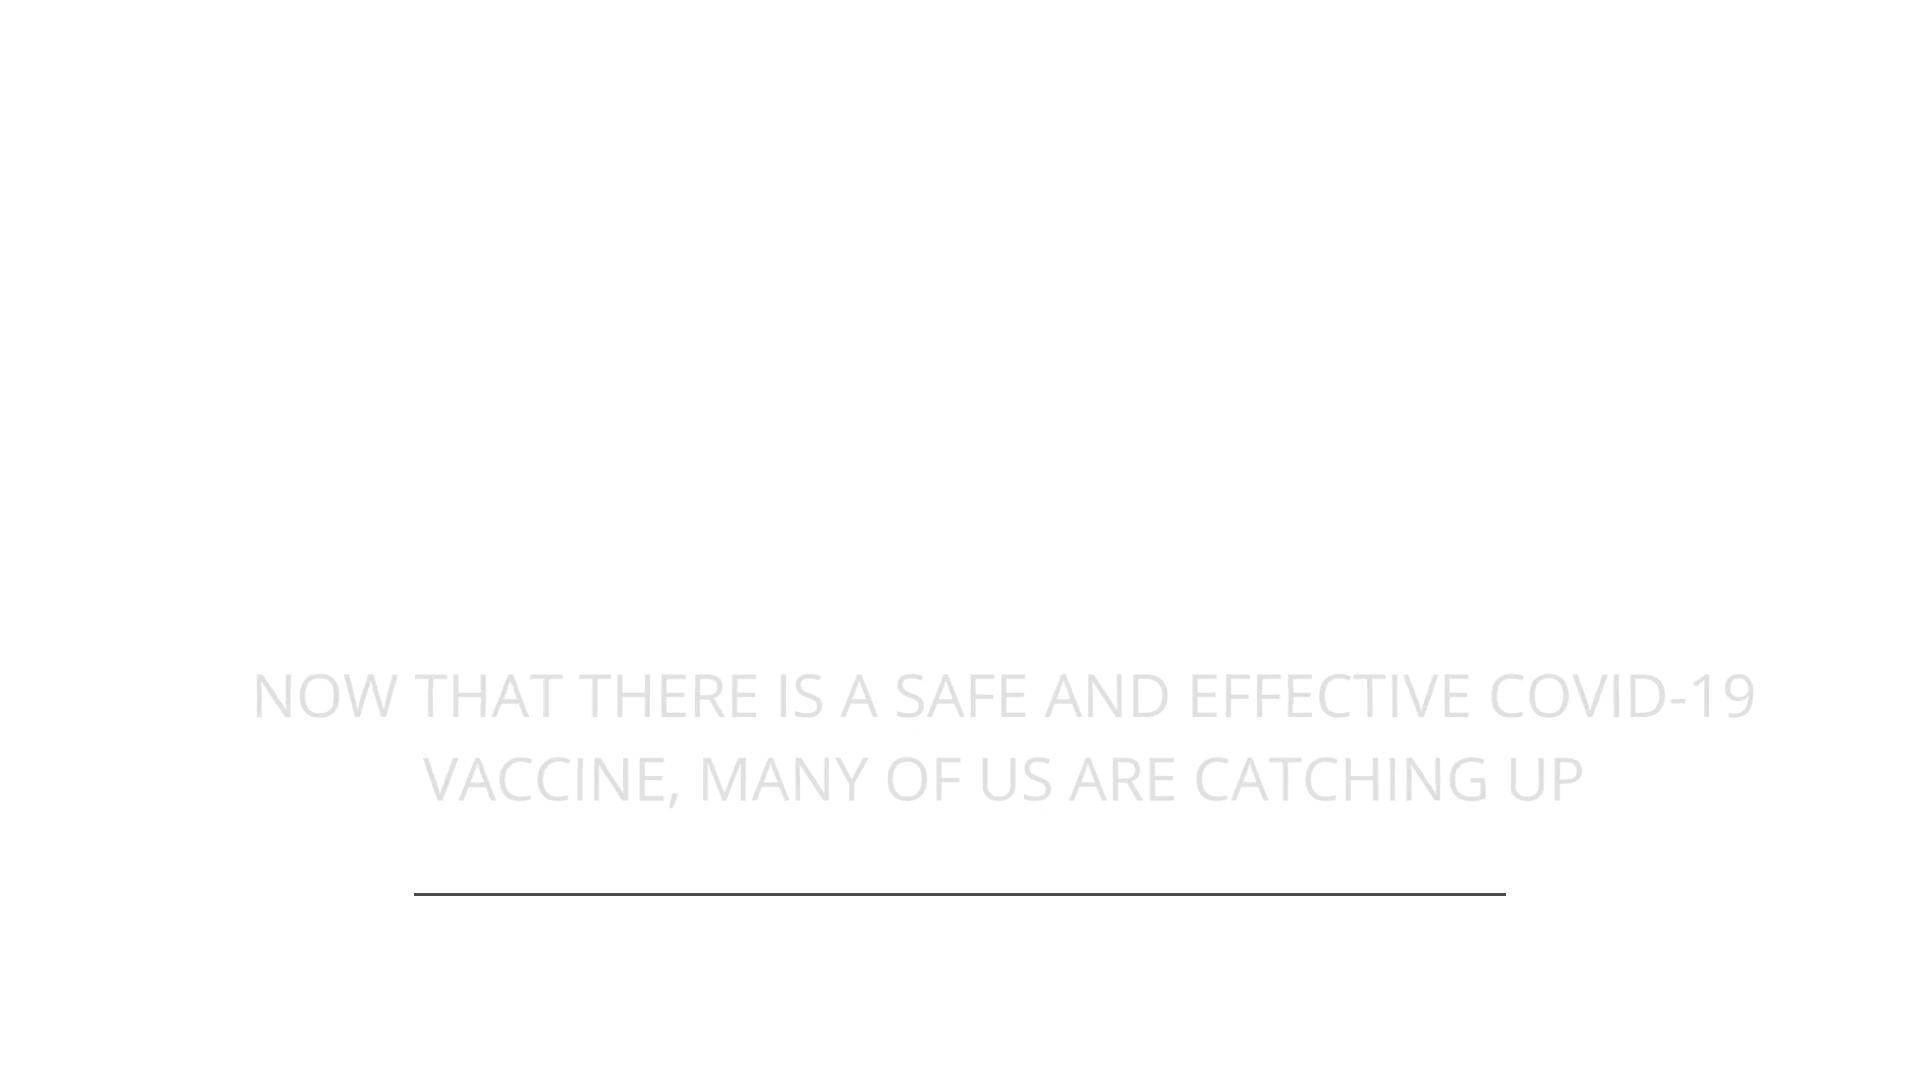 NOW THAT THERE IS A SAFE AND EFFECTIVE COVID-19
VACCINE, MANY OF US ARE CATCHING UP